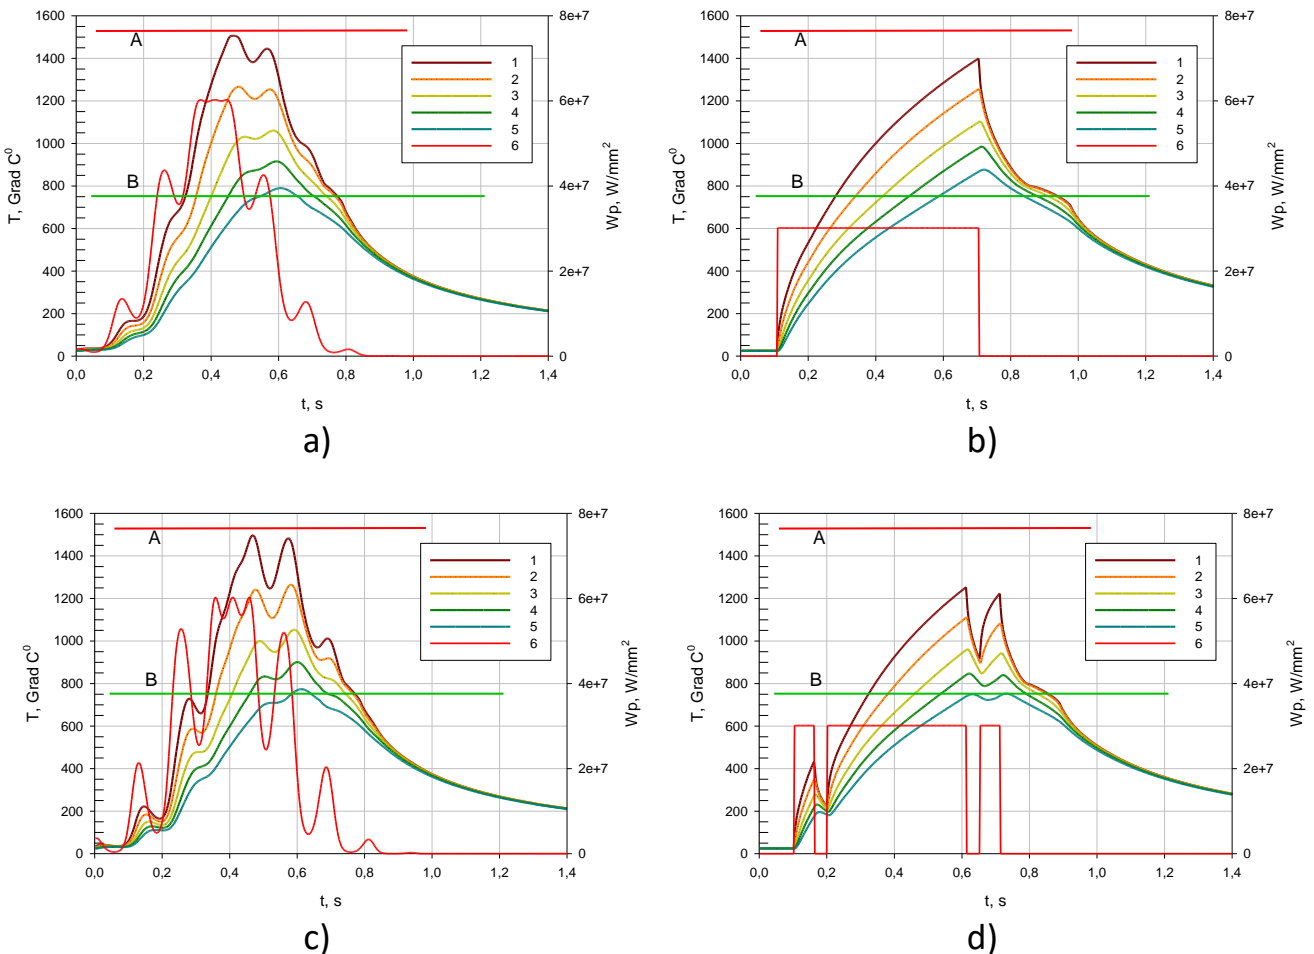 1600
1400
1200
1000
800
600
400
200
0
T, Grad C⁰
8e+7
6e+7
4e+7
2e+7
0
Wp, W/mm²
A
B
1
2
3
4
5
6
0,0 0,2 0,4 0,6 0,8 1,0 1,2 1,4
t, s
a)
1600
1400
1200
1000
800
600
400
200
0
T, Grad C⁰
8e+7
6e+7
4e+7
2e+7
0
Wp, W/mm²
A
B
1
2
3
4
5
6
0,0 0,2 0,4 0,6 0,8 1,0 1,2 1,4
t, s
b)
1600
1400
1200
1000
800
600
400
200
0
T, Grad C⁰
8e+7
6e+7
4e+7
2e+7
0
Wp, W/mm²
A
B
1
2
3
4
5
6
0,0 0,2 0,4 0,6 0,8 1,0 1,2 1,4
t, s
c)
1600
1400
1200
1000
800
600
400
200
0
T, Grad C⁰
8e+7
6e+7
4e+7
2e+7
0
Wp, W/mm²
A
B
1
2
3
4
5
6
0,0 0,2 0,4 0,6 0,8 1,0 1,2 1,4
t, s
d)